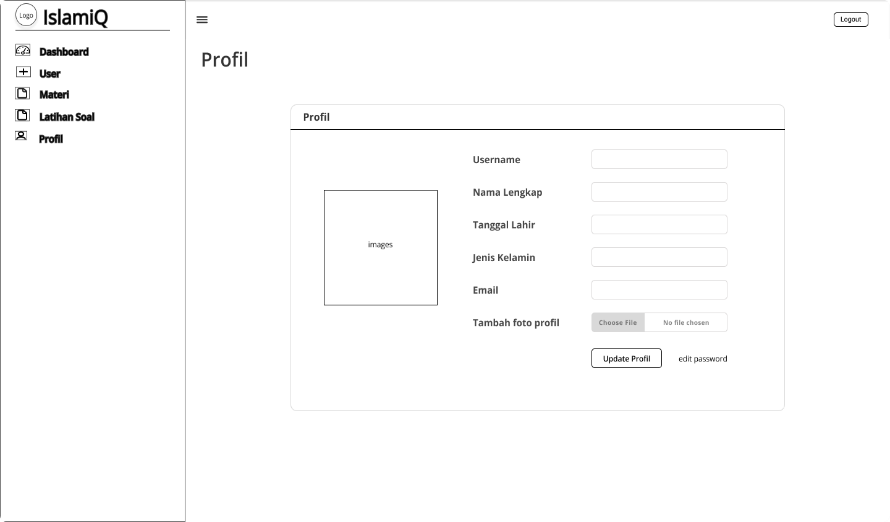 Logo
IslamiQ
Dashboard
User
Materi
Latihan Soal
Profil
Logout
Profil
Profil
images
Username
Nama Lengkap
Tanggal Lahir
Jenis Kelamin
Email
Tambah foto profil
Choose File No file chosen
Update Profil edit password